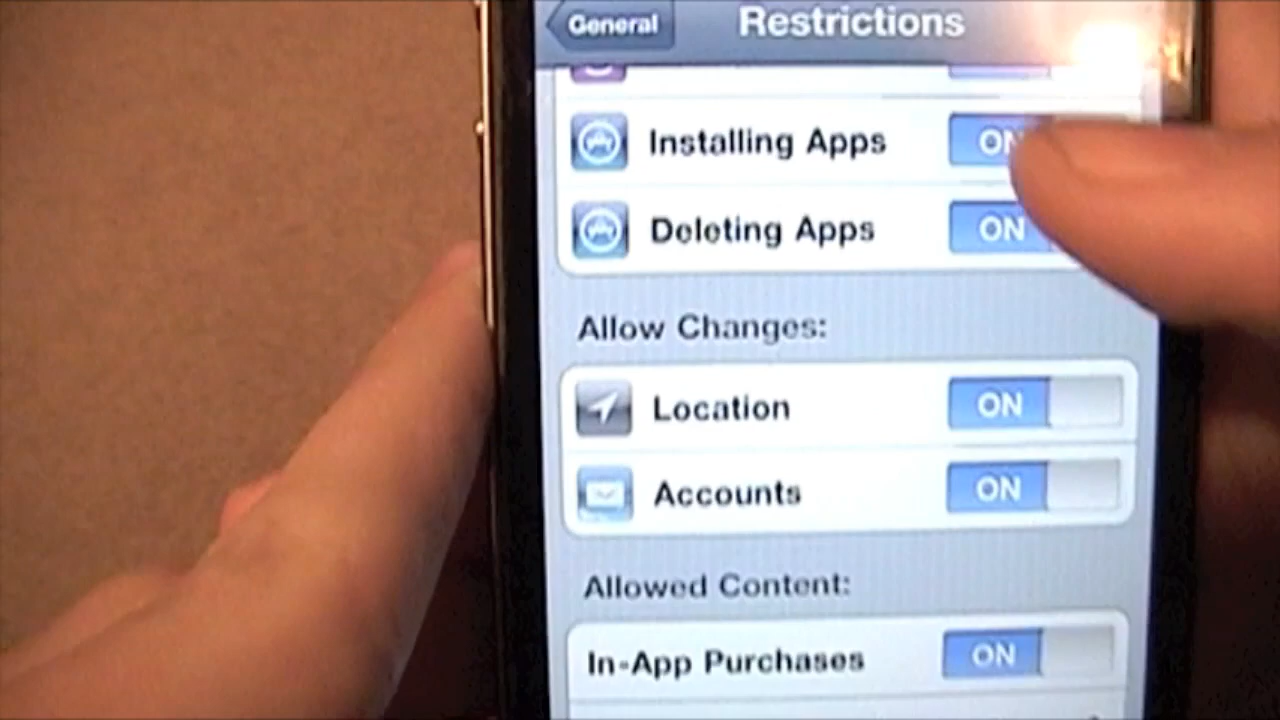 General
Restrictions
Installing Apps ON
Deleting Apps ON
Allow Changes:
Location ON
Accounts ON
Allowed Content:
In-App Purchases ON